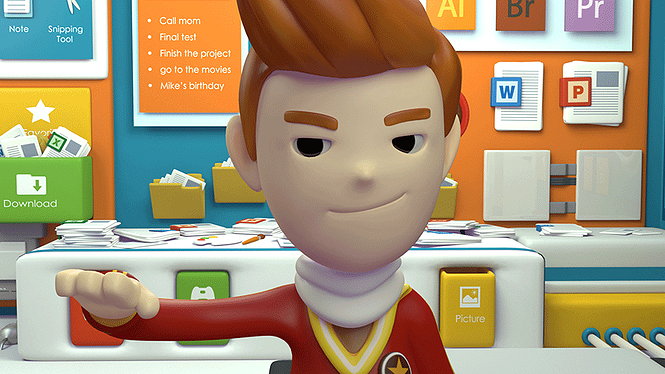 Note
Snipping
Tool
• Call mom
• Final test
• Finish the project
• go to the movies
• Mike's birthday
Ai
Br
Pr
W
P
X
Download
Picture